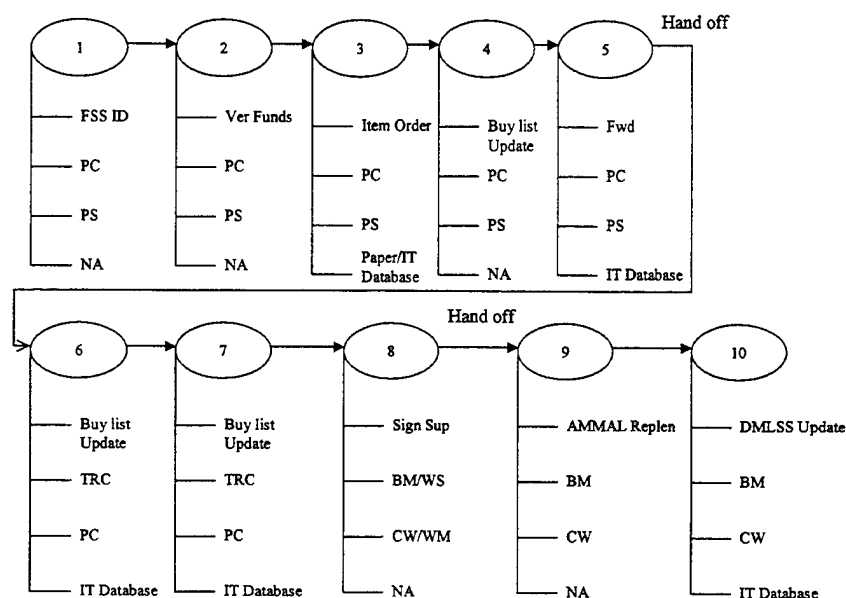 Hand off
1
2
3
4
5
FSS ID
PC
PS
NA
Ver Funds
PC
PS
NA
Item Order
PC
PS
Paper/IT
Database
Buy list
Update
PC
PS
NA
Fwd
PC
PS
IT Database
Hand off
6
7
8
9
10
Buy list
Update
TRC
PC
IT Database
Buy list
Update
TRC
PC
IT Database
Sign Sup
BM/WS
CW/WM
NA
AMMAL Replen
BM
CW
NA
DMLSS Update
BM
CW
IT Database